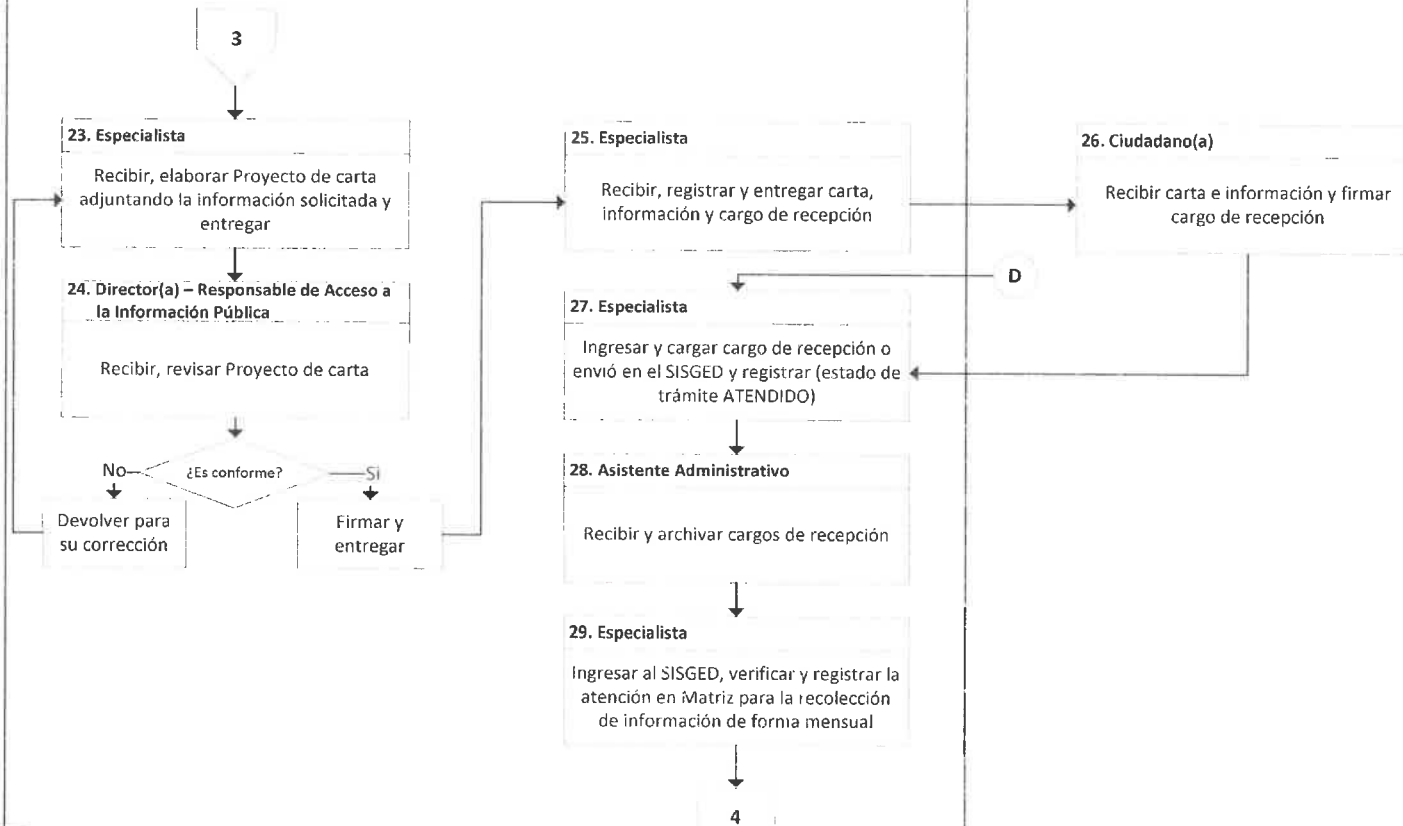 3
23. Especialista
Recibir, elaborar Proyecto de carta
adjuntando la información solicitada y
entregar
24. Director(a) – Responsable de Acceso a
la Información Pública
Recibir, revisar Proyecto de carta
¿Es conforme?
No
Si
Devolver para
su corrección
Firmar y
entregar
25. Especialista
Recibir, registrar y entregar carta,
información y cargo de recepción
26. Ciudadano(a)
Recibir carta e información y firmar
cargo de recepción
D
27. Especialista
Ingresar y cargar cargo de recepción o
envió en el SISGED y registrar (estado de
trámite ATENDIDO)
28. Asistente Administrativo
Recibir y archivar cargos de recepción
29. Especialista
Ingresar al SISGED, verificar y registrar la
atención en Matriz para la recolección
de información de forma mensual
4